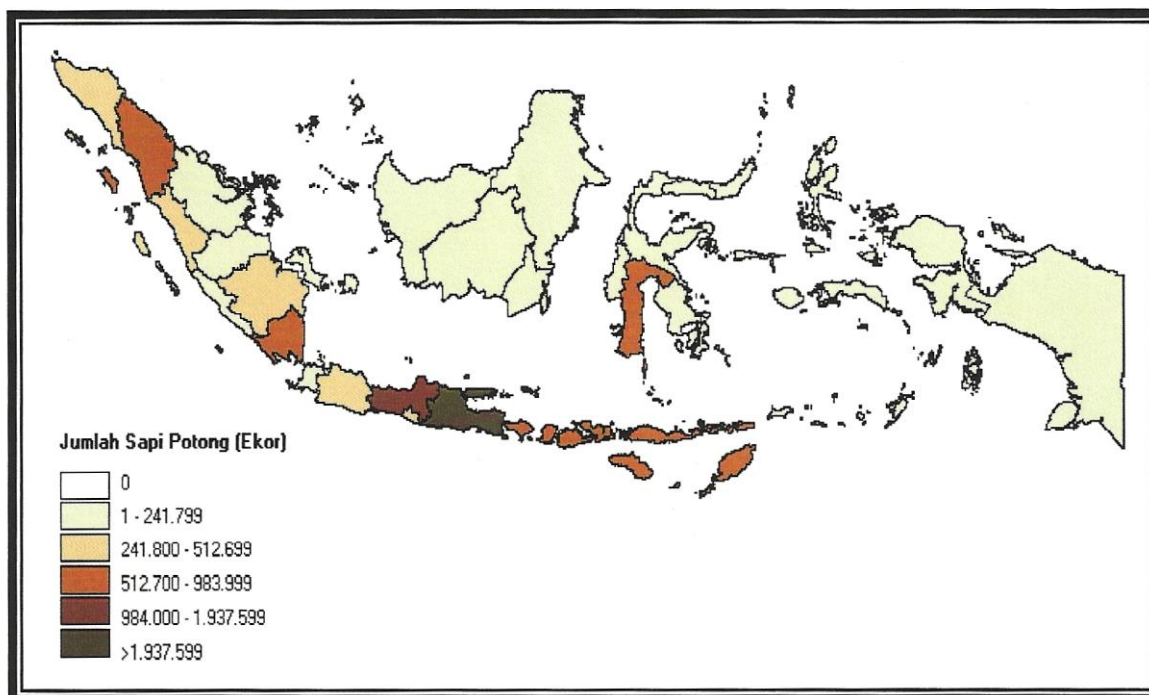 Jumlah Sapi Potong (Ekor)
0
1 - 241.799
241.800 - 512.699
512.700 - 983.999
984.000 - 1.937.599
>1.937.599